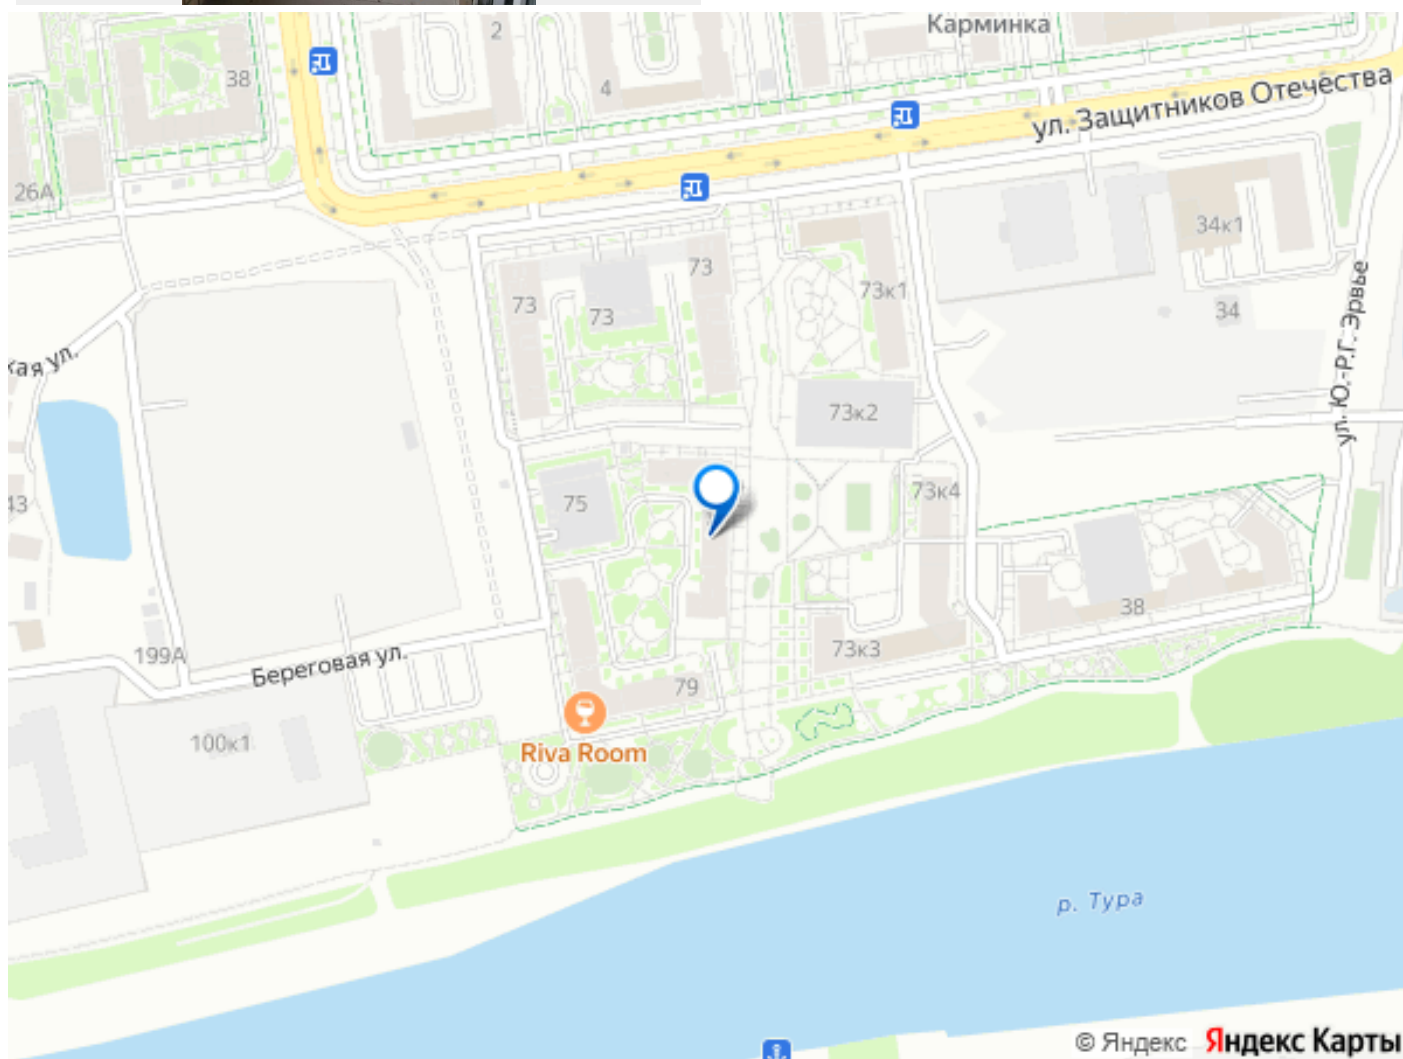 Карминка
2
38
4
ул. Защитников Отечества
26А
34к1
73
73к1
73
73
34
кая ул.
ул. Ю.-Р.Г. Эрвье
73к2
75
73к4
43
38
199А
Береговая ул.
73к3
79
100к1
Riva Room
р. Тура
© Яндекс Яндекс Карты